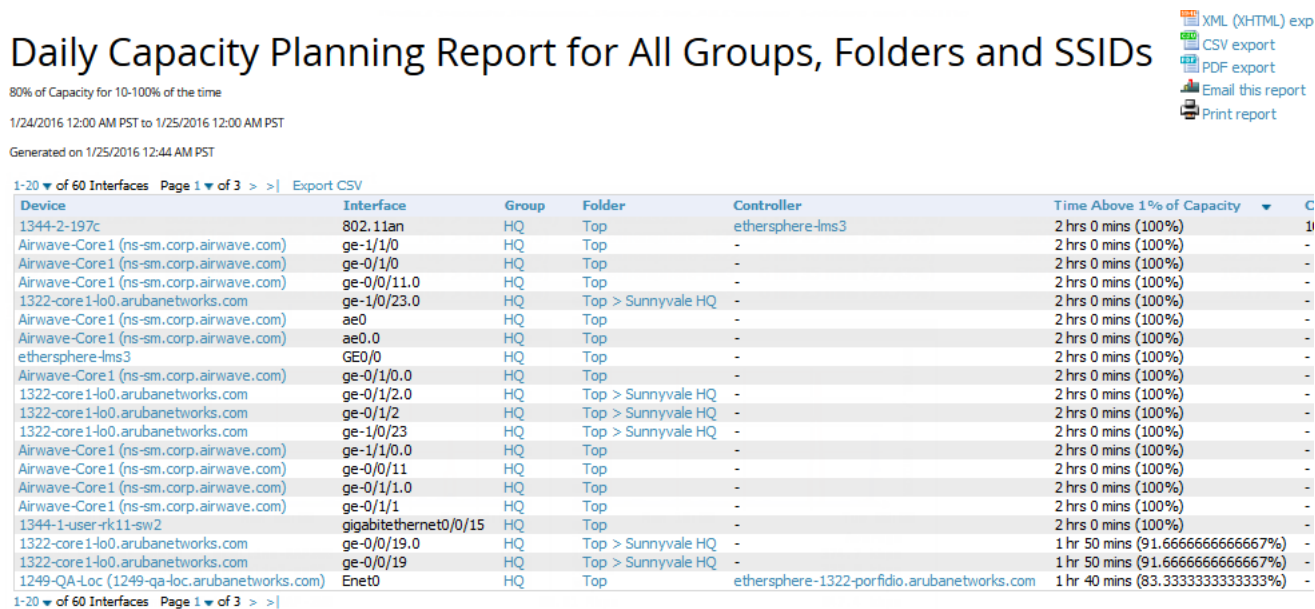 XML (XHTML) exp
CSV export
PDF export
Email this report
Print report
Daily Capacity Planning Report for All Groups, Folders and SSIDs
80% of Capacity for 10-100% of the time
1/24/2016 12:00 AM PST to 1/25/2016 12:00 AM PST
Generated on 1/25/2016 12:44 AM PST
1-20 ▼ of 60 Interfaces Page 1 ▼ of 3 > >| Export CSV
Device Interface Group Folder Controller Time Above 1% of Capacity ▼ C
1344-2-197c 802.11an HQ Top ethersphere-lms3 2 hrs 0 mins (100%) 1
Airwave-Core1 (ns-sm.corp.airwave.com) ge-1/1/0 HQ Top - 2 hrs 0 mins (100%) -
Airwave-Core1 (ns-sm.corp.airwave.com) ge-0/1/0 HQ Top - 2 hrs 0 mins (100%) -
Airwave-Core1 (ns-sm.corp.airwave.com) ge-0/0/11.0 HQ Top - 2 hrs 0 mins (100%) -
1322-core1-lo0.arubanetworks.com ge-1/0/23.0 HQ Top > Sunnyvale HQ - 2 hrs 0 mins (100%) -
Airwave-Core1 (ns-sm.corp.airwave.com) ae0 HQ Top - 2 hrs 0 mins (100%) -
Airwave-Core1 (ns-sm.corp.airwave.com) ae0.0 HQ Top - 2 hrs 0 mins (100%) -
ethersphere-lms3 GE0/0 HQ Top - 2 hrs 0 mins (100%) -
Airwave-Core1 (ns-sm.corp.airwave.com) ge-0/1/0.0 HQ Top - 2 hrs 0 mins (100%) -
1322-core1-lo0.arubanetworks.com ge-0/1/2.0 HQ Top > Sunnyvale HQ - 2 hrs 0 mins (100%) -
1322-core1-lo0.arubanetworks.com ge-0/1/2 HQ Top > Sunnyvale HQ - 2 hrs 0 mins (100%) -
1322-core1-lo0.arubanetworks.com ge-1/0/23 HQ Top > Sunnyvale HQ - 2 hrs 0 mins (100%) -
Airwave-Core1 (ns-sm.corp.airwave.com) ge-1/1/0.0 HQ Top - 2 hrs 0 mins (100%) -
Airwave-Core1 (ns-sm.corp.airwave.com) ge-0/0/11 HQ Top - 2 hrs 0 mins (100%) -
Airwave-Core1 (ns-sm.corp.airwave.com) ge-0/1/1.0 HQ Top - 2 hrs 0 mins (100%) -
Airwave-Core1 (ns-sm.corp.airwave.com) ge-0/1/1 HQ Top - 2 hrs 0 mins (100%) -
1344-1-user-rk11-sw2 gigabitethernet0/0/15 HQ Top - 2 hrs 0 mins (100%) -
1322-core1-lo0.arubanetworks.com ge-0/0/19.0 HQ Top > Sunnyvale HQ - 1 hr 50 mins (91.6666666666667%) -
1322-core1-lo0.arubanetworks.com ge-0/0/19 HQ Top > Sunnyvale HQ - 1 hr 50 mins (91.6666666666667%) -
1249-QA-Loc (1249-qa-loc.arubanetworks.com) Enet0 HQ Top ethersphere-1322-porfidio.arubanetworks.com 1 hr 40 mins (83.3333333333333%) -
1-20 ▼ of 60 Interfaces Page 1 ▼ of 3 > >|